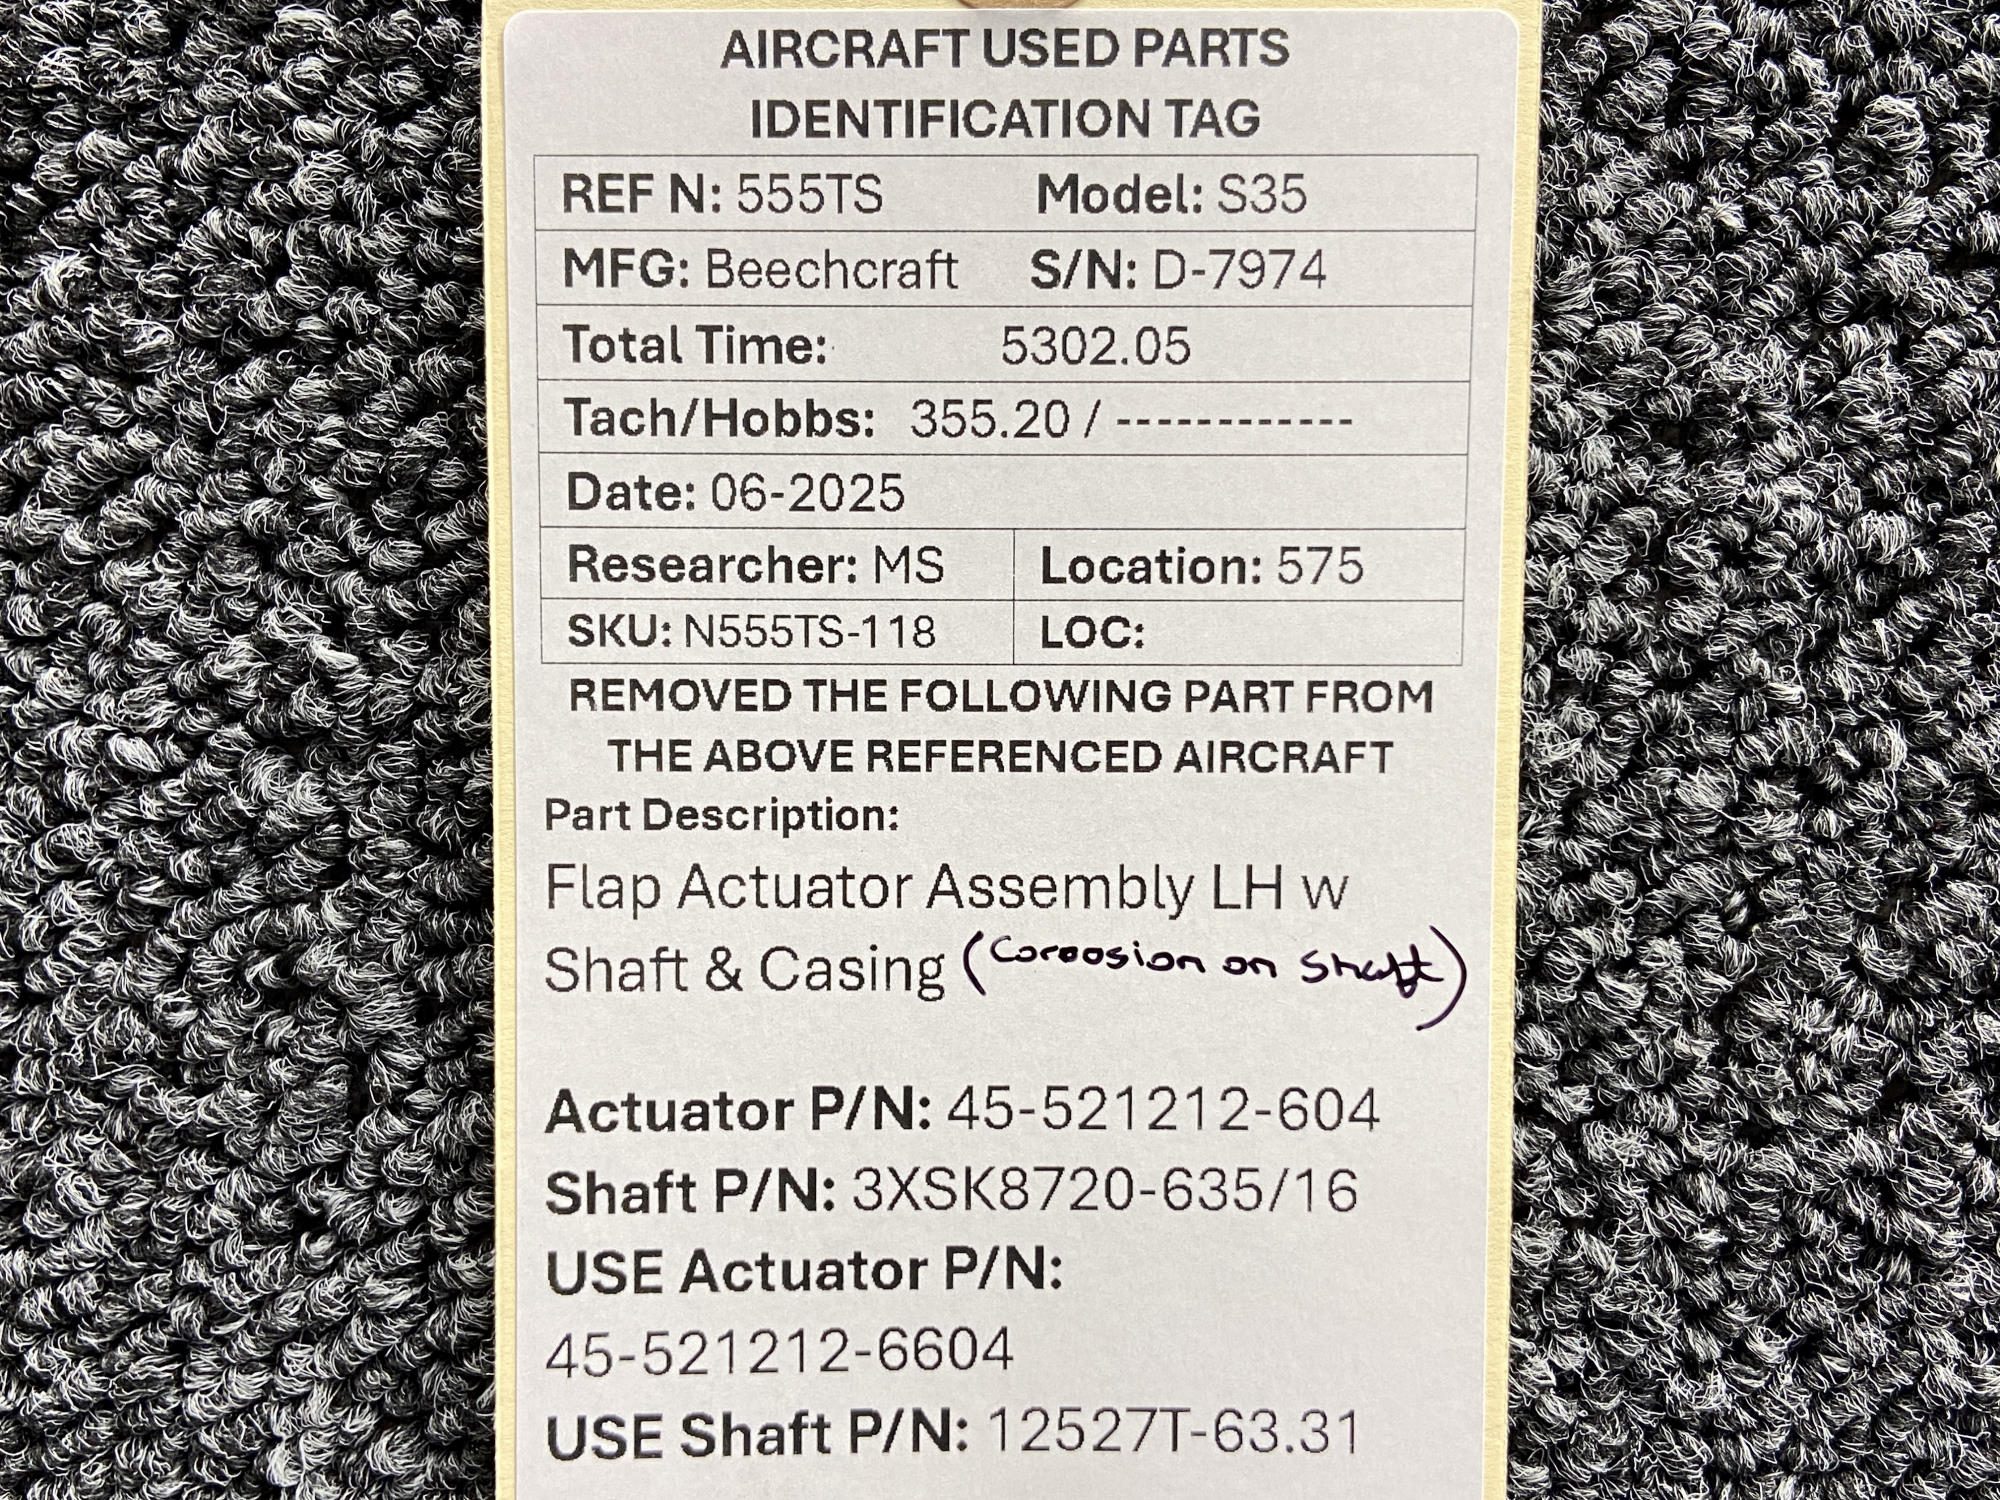 AIRCRAFT USED PARTS
IDENTIFICATION TAG
REF N: 555TS Model: S35
MFG: Beechcraft S/N: D-7974
Total Time: 5302.05
Tach/Hobbs: 355.20 / ------------
Date: 06-2025
Researcher: MS Location: 575
SKU: N555TS-118 LOC:
REMOVED THE FOLLOWING PART FROM
THE ABOVE REFERENCED AIRCRAFT
Part Description:
Flap Actuator Assembly LH w
Shaft & Casing (Coroosion on Shaft)
Actuator P/N: 45-521212-604
Shaft P/N: 3XSK8720-635/16
USE Actuator P/N:
45-521212-6604
USE Shaft P/N: 12527T-63.31